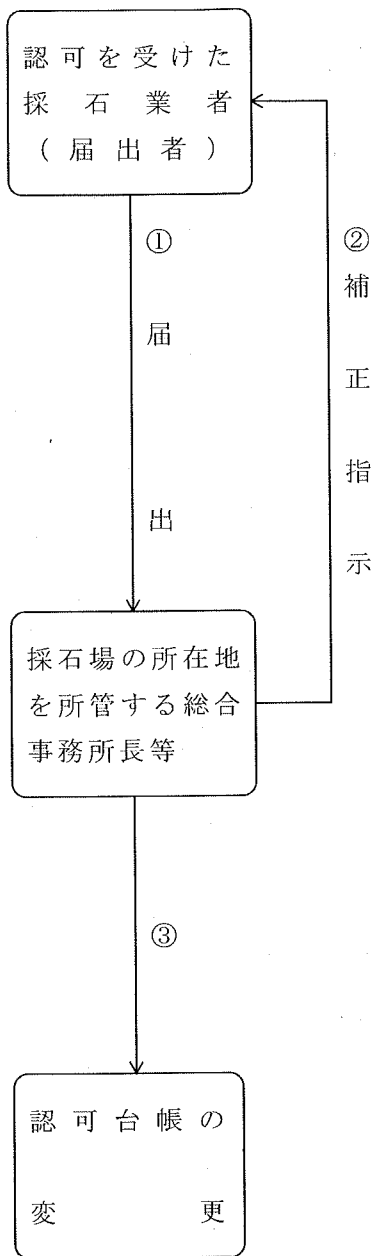 認可を受けた
採石業者
（届出者）
①届出
②補正指示
採石場の所在地
を所管する総合
事務所長等
③
認可台帳の
変更